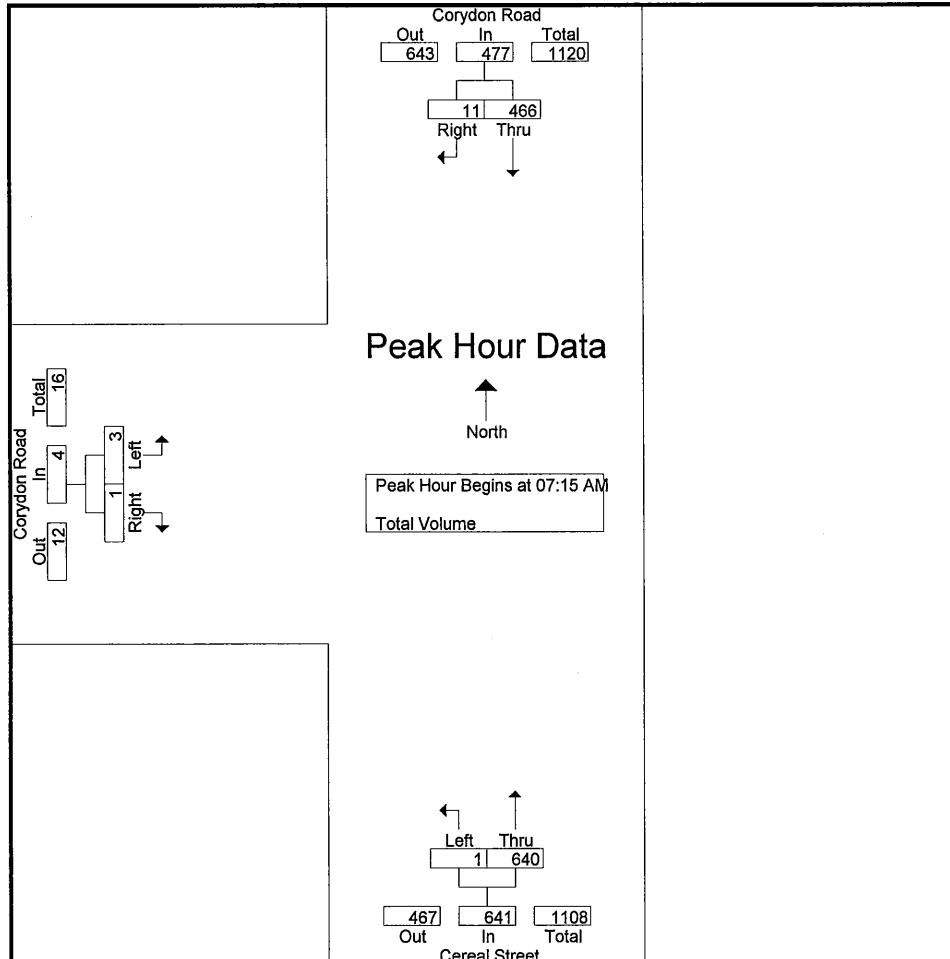 Corydon Road
Out In Total
643 477 1120
11 466
Right Thru
Peak Hour Data
North
Peak Hour Begins at 07:15 AM
Total Volume
Corydon Road
Out In Total
12 4 16
Right Left
1 3
Left Thru
1 640
467 641 1108
Out In Total
Cereal Street